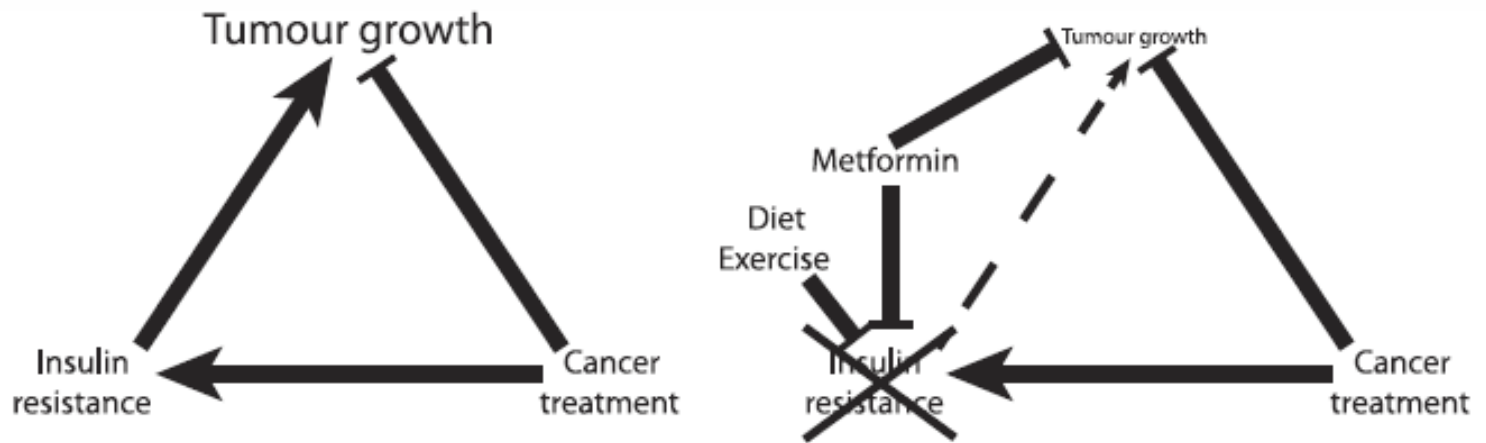 Tumour growth
Insulin
resistance
Cancer
treatment
Tumour growth
Metformin
Diet
Exercise
Insulin
resistance
Cancer
treatment